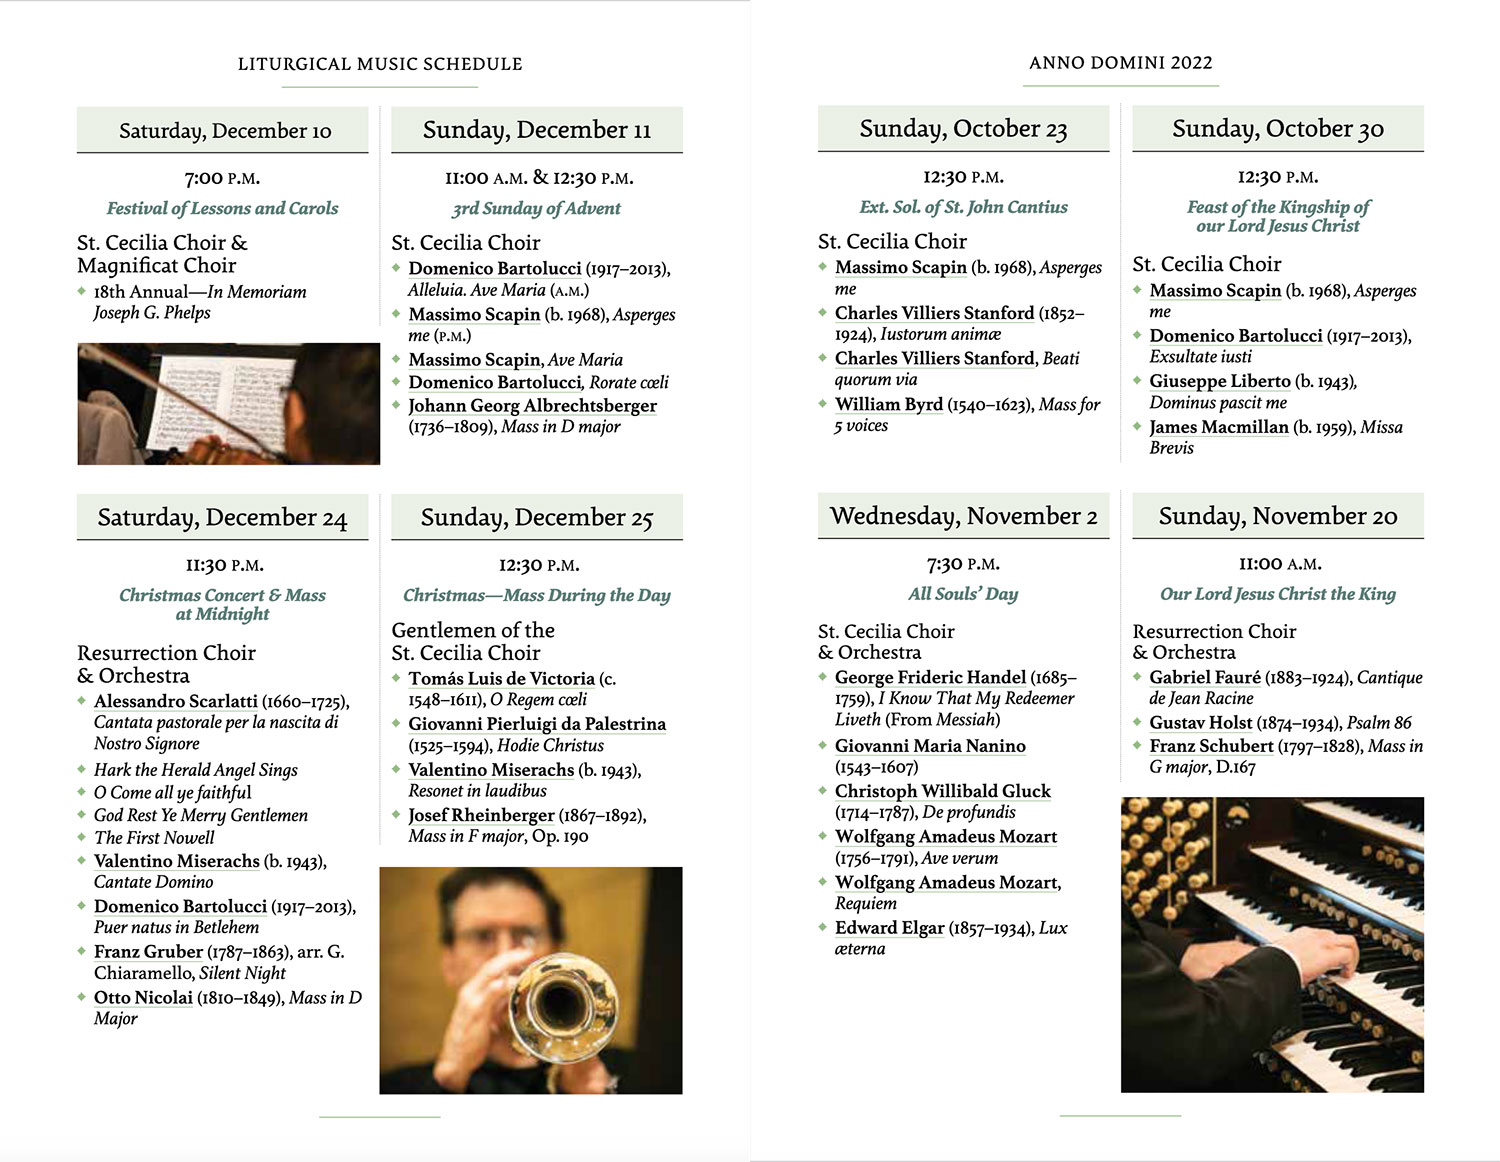 LITURGICAL MUSIC SCHEDULE
Saturday, December 10
7:00 P.M.
Festival of Lessons and Carols
St. Cecilia Choir &
Magnificat Choir
18th Annual—In Memoriam
Joseph G. Phelps
Sunday, December 11
11:00 A.M. & 12:30 P.M.
3rd Sunday of Advent
St. Cecilia Choir
Domenico Bartolucci (1917–2013),
Alleluia. Ave Maria (A.M.)
Massimo Scapin (b. 1968), Asperges
me (P.M.)
Massimo Scapin, Ave Maria
Domenico Bartolucci, Rorate cœli
Johann Georg Albrechtsberger
(1736–1809), Mass in D major
Saturday, December 24
11:30 P.M.
Christmas Concert & Mass
at Midnight
Resurrection Choir
& Orchestra
Alessandro Scarlatti (1660–1725),
Cantata pastorale per la nascita di
Nostro Signore
Hark the Herald Angel Sings
O Come all ye faithful
God Rest Ye Merry Gentlemen
The First Nowell
Valentino Miserachs (b. 1943),
Cantate Domino
Domenico Bartolucci (1917–2013),
Puer natus in Betlehem
Franz Gruber (1787–1863), arr. G.
Chiaramello, Silent Night
Otto Nicolai (1810–1849), Mass in D
Major
Sunday, December 25
12:30 P.M.
Christmas—Mass During the Day
Gentlemen of the
St. Cecilia Choir
Tomás Luis de Victoria (c.
1548–1611), O Regem cœli
Giovanni Pierluigi da Palestrina
(1525–1594), Hodie Christus
Valentino Miserachs (b. 1943),
Resonet in laudibus
Josef Rheinberger (1867–1892),
Mass in F major, Op. 190
ANNO DOMINI 2022
Sunday, October 23
12:30 P.M.
Ext. Sol. of St. John Cantius
St. Cecilia Choir
Massimo Scapin (b. 1968), Asperges
me
Charles Villiers Stanford (1852–
1924), Iustorum animæ
Charles Villiers Stanford, Beati
quorum via
William Byrd (1540–1623), Mass for
5 voices
Sunday, October 30
12:30 P.M.
Feast of the Kingship of
our Lord Jesus Christ
St. Cecilia Choir
Massimo Scapin (b. 1968), Asperges
me
Domenico Bartolucci (1917–2013),
Exsultate iusti
Giuseppe Liberto (b. 1943),
Dominus pascit me
James Macmillan (b. 1959), Missa
Brevis
Wednesday, November 2
7:30 P.M.
All Souls’ Day
St. Cecilia Choir
& Orchestra
George Frideric Handel (1685–
1759), I Know That My Redeemer
Liveth (From Messiah)
Giovanni Maria Nanino
(1543–1607)
Christoph Willibald Gluck
(1714–1787), De profundis
Wolfgang Amadeus Mozart
(1756–1791), Ave verum
Wolfgang Amadeus Mozart,
Requiem
Edward Elgar (1857–1934), Lux
æterna
Sunday, November 20
11:00 A.M.
Our Lord Jesus Christ the King
Resurrection Choir
& Orchestra
Gabriel Fauré (1883–1924), Cantique
de Jean Racine
Gustav Holst (1874–1934), Psalm 86
Franz Schubert (1797–1828), Mass in
G major, D.167